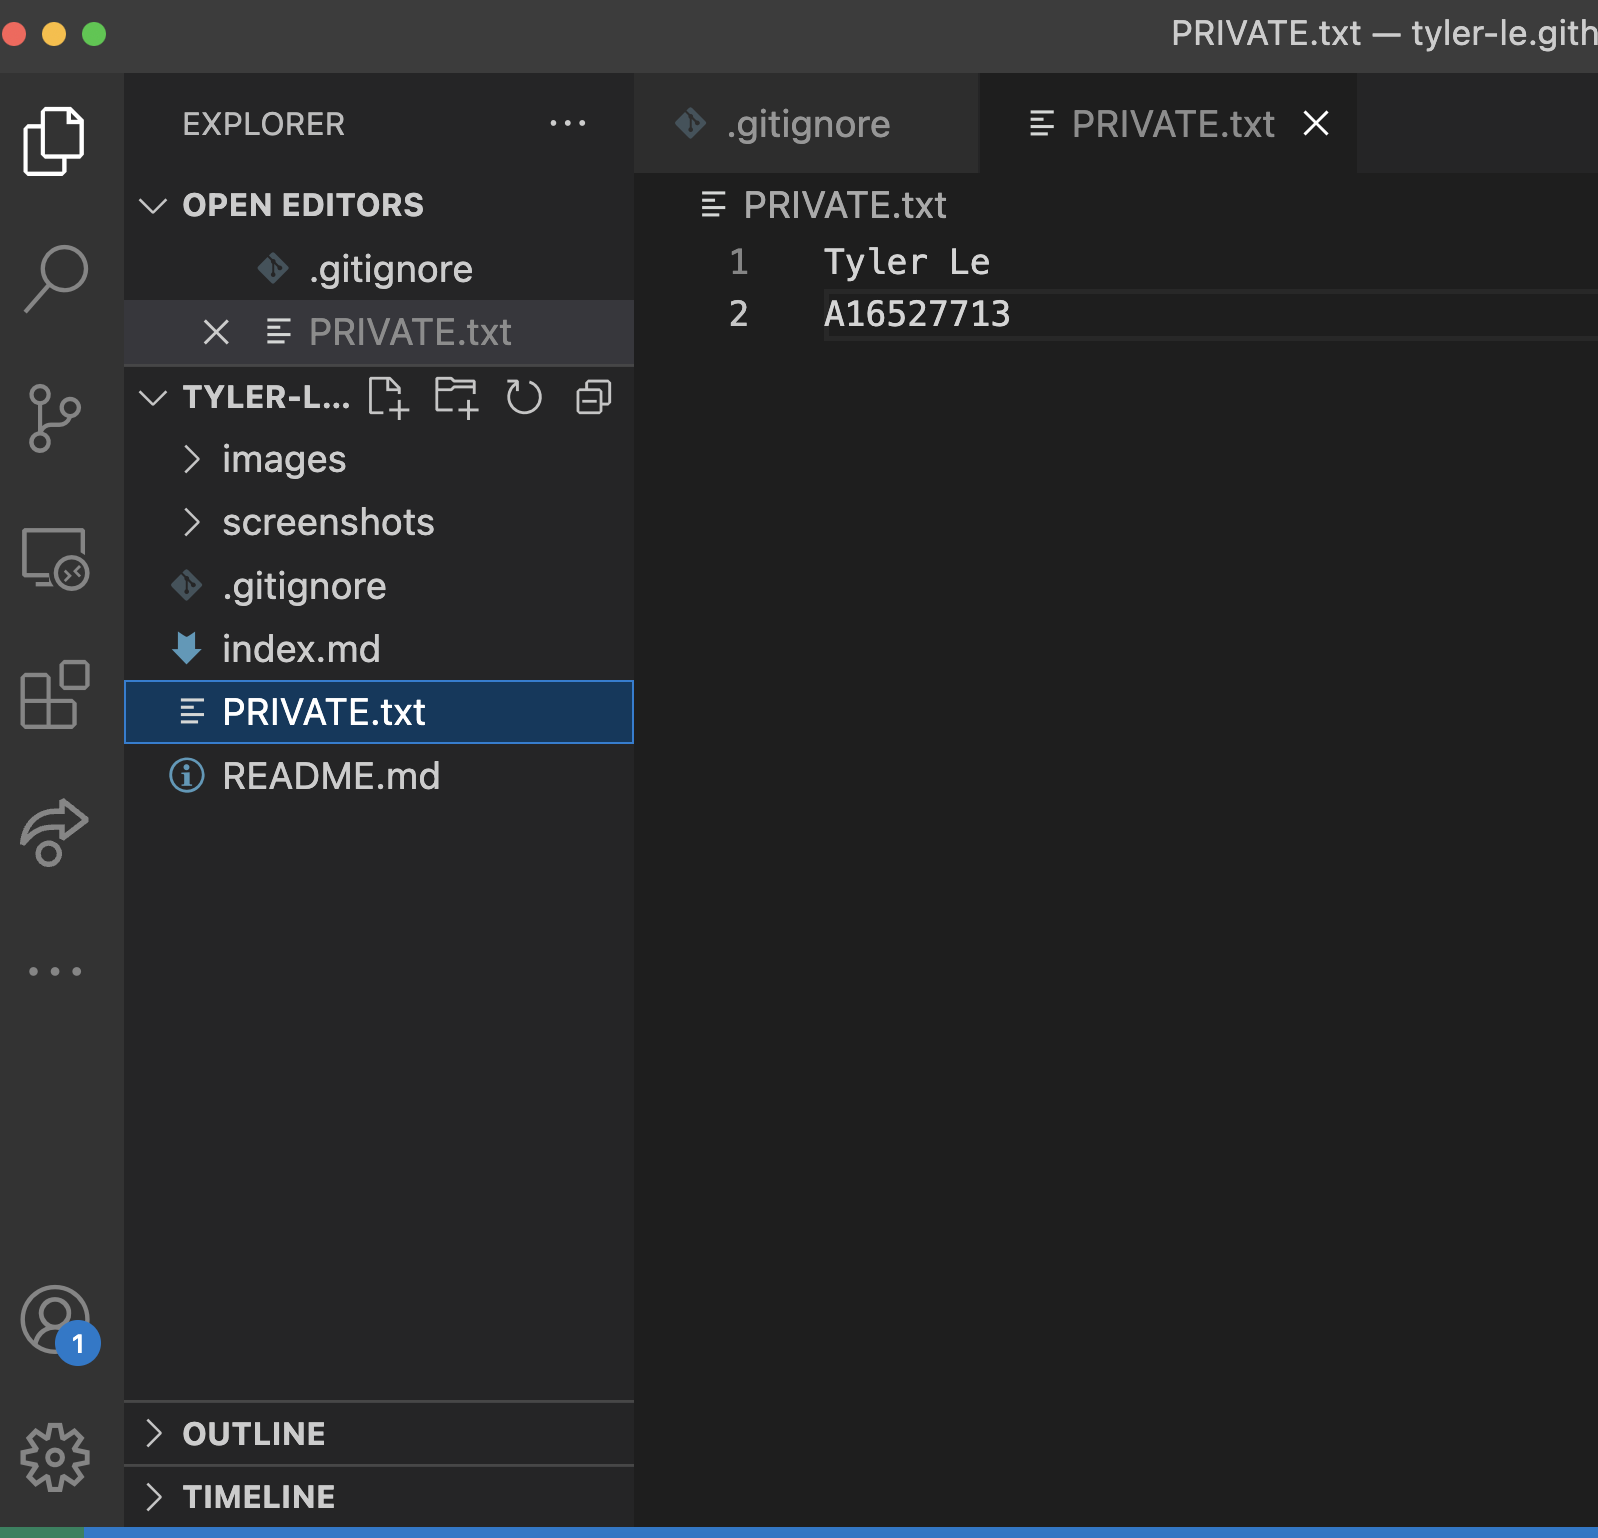 PRIVATE.txt — tyler-le.gith
EXPLORER
.gitignore
PRIVATE.txt
OPEN EDITORS
.gitignore
PRIVATE.txt
TYLER-L...
images
screenshots
.gitignore
index.md
PRIVATE.txt
README.md
PRIVATE.txt
1 Tyler Le
2 A16527713
1
OUTLINE
TIMELINE